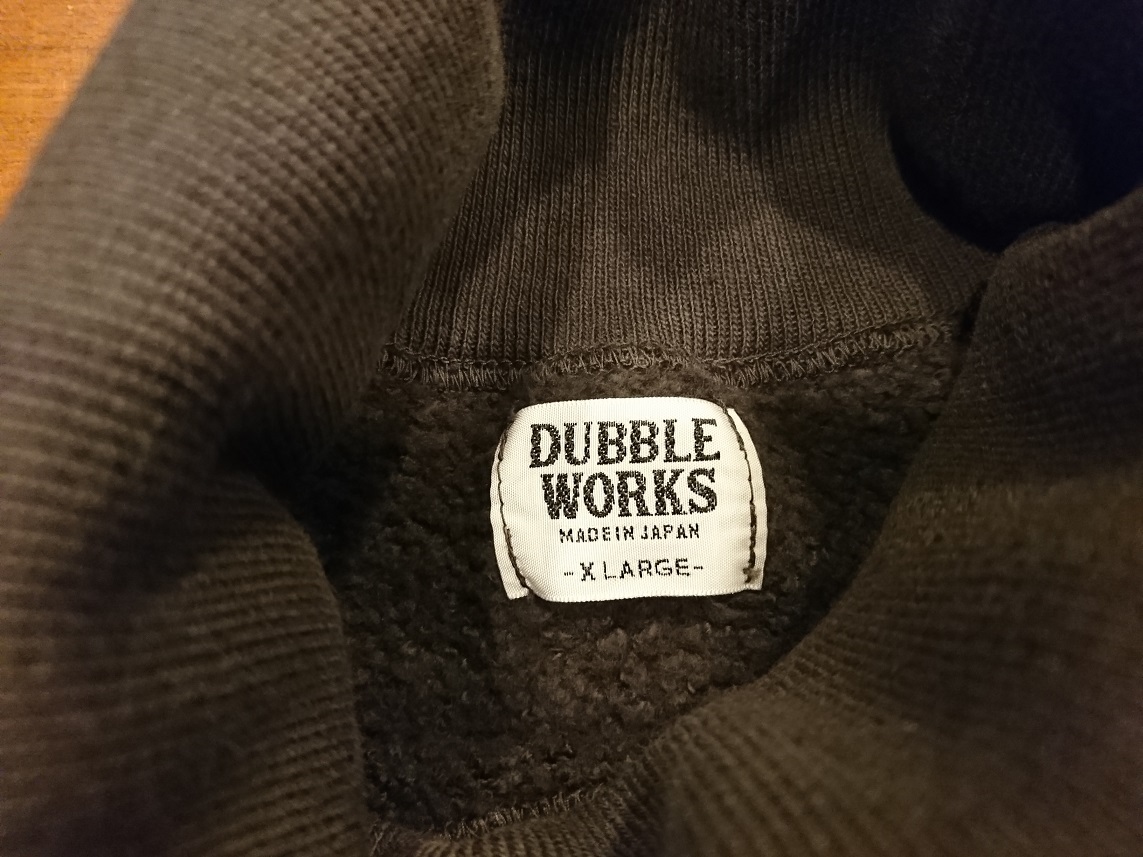 DUBBLE
WORKS
MADE IN JAPAN
-X LARGE-